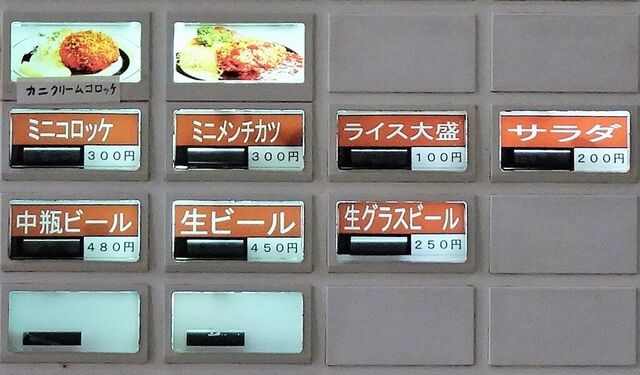 カニクリームコロッケ
ミニコロッケ
300円
ミニメンチカツ
300円
ライス大盛
100円
サラダ
200円
中瓶ビール
480円
生ビール
450円
生グラスビール
250円